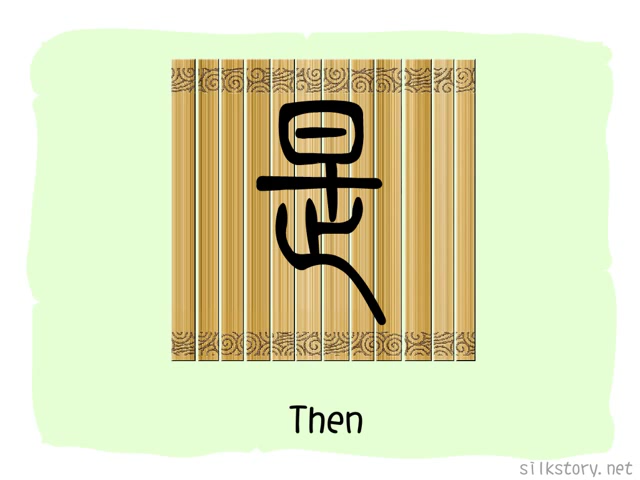 是
Then
silkstory.net